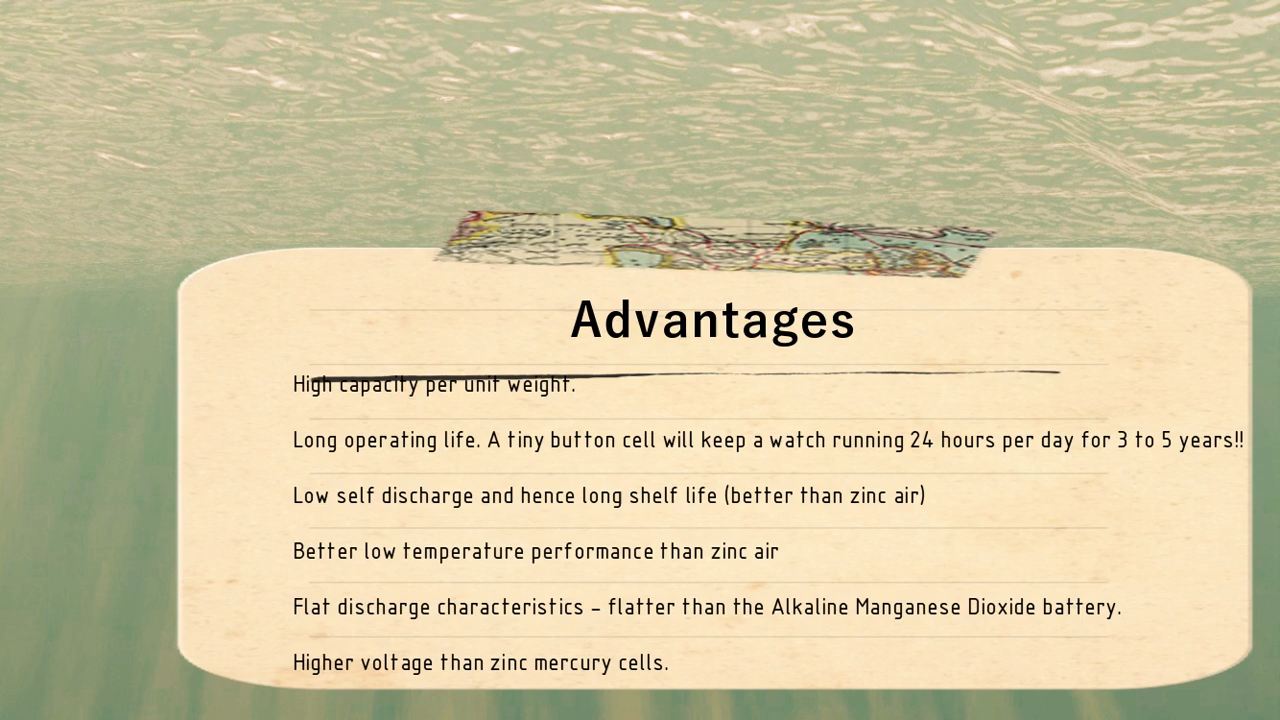 Advantages
High capacity per unit weight.
Long operating life. A tiny button cell will keep a watch running 24 hours per day for 3 to 5 years!!
Low self discharge and hence long shelf life (better than zinc air)
Better low temperature performance than zinc air
Flat discharge characteristics – flatter than the Alkaline Manganese Dioxide battery.
Higher voltage than zinc mercury cells.